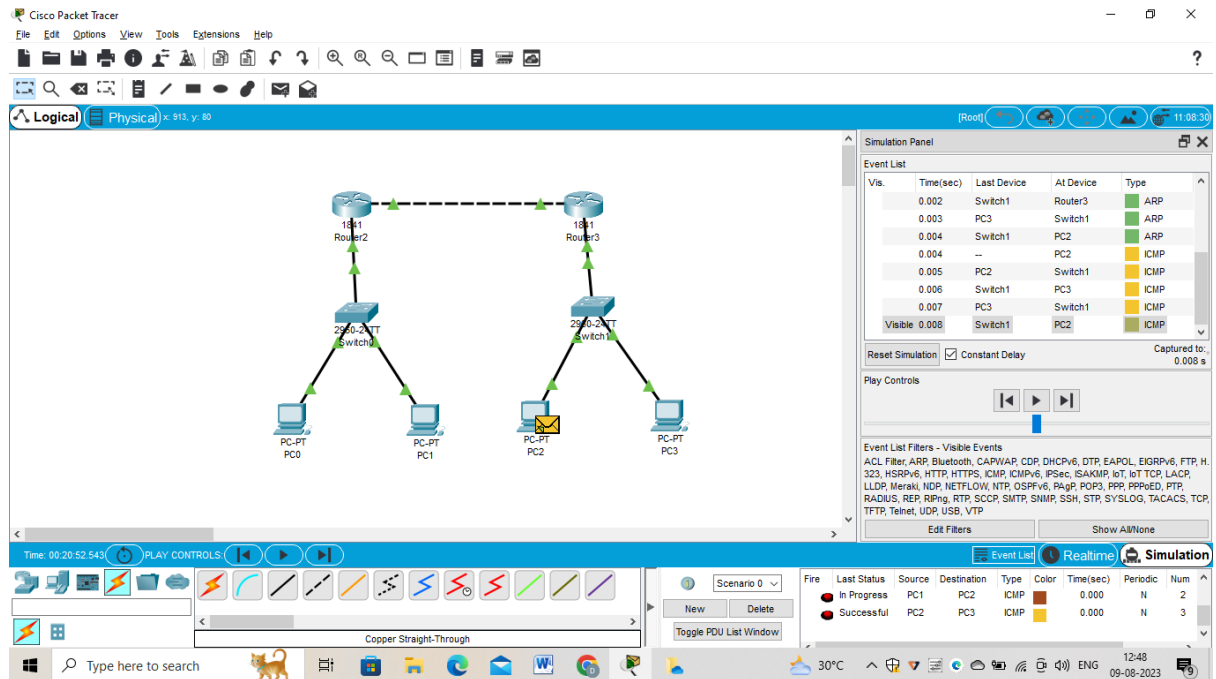 Cisco Packet Tracer
File Edit Options View Tools Extensions Help
?
Logical Physical x: 913, y: 80 [Root] 11:08:30
Simulation Panel
Event List
Vis. Time(sec) Last Device At Device Type
0.002 Switch1 Router3 ARP
0.003 PC3 Switch1 ARP
0.004 Switch1 PC2 ARP
0.004 -- PC2 ICMP
0.005 PC2 Switch1 ICMP
0.006 Switch1 PC3 ICMP
0.007 PC3 Switch1 ICMP
Visible 0.008 Switch1 PC2 ICMP
Reset Simulation Constant Delay Captured to:
0.008 s
Play Controls
Event List Filters - Visible Events
ACL Filter, ARP, Bluetooth, CAPWAP, CDP, DHCPv6, DTP, EAPOL, EIGRPv6, FTP, H.
323, HSRPv6, HTTP, HTTPS, ICMP, ICMPv6, IPSec, ISAKMP, IoT, IoT TCP, LACP,
LLDP, Meraki, NDP, NETFLOW, NTP, OSPFv6, PAgP, POP3, PPP, PPPoED, PTP,
RADIUS, REP, RIPng, RTP, SCCP, SMTP, SNMP, SSH, STP, SYSLOG, TACACS, TCP,
TFTP, Telnet, UDP, USB, VTP
Edit Filters Show All/None
1841
Router2
1841
Router3
2960-24TT
Switch0
2960-24TT
Switch1
PC-PT
PC0
PC-PT
PC1
PC-PT
PC2
PC-PT
PC3
Time: 00:20:52.543 PLAY CONTROLS: Event List Realtime Simulation
Copper Straight-Through
Scenario 0
New Delete
Toggle PDU List Window
Fire Last Status Source Destination Type Color Time(sec) Periodic Num
In Progress PC1 PC2 ICMP 0.000 N 2
Successful PC2 PC3 ICMP 0.000 N 3
Type here to search 30°C ENG 12:48
09-08-2023